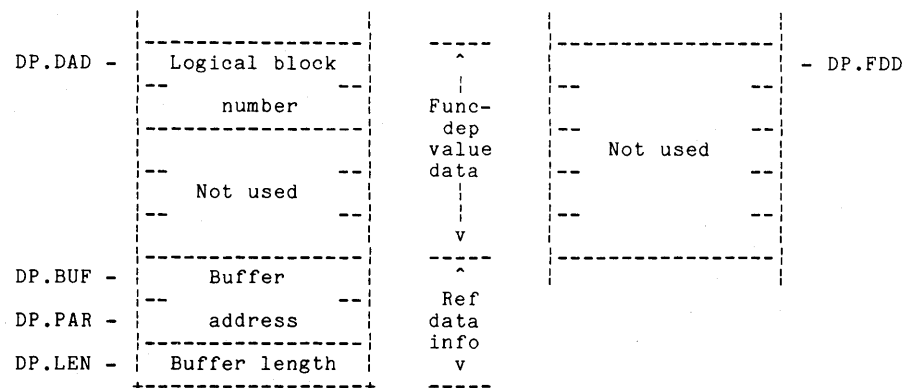 DP.DAD - Logical block ^ - DP.FDD
number Func-
dep
value Not used
data
Not used
v
DP.BUF - Buffer ^
Ref
DP.PAR - address data
info
DP.LEN - Buffer length v